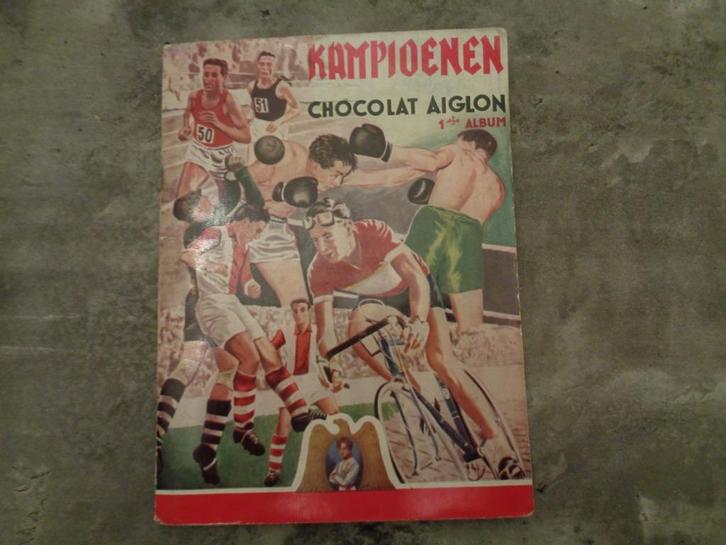 KAMPIOENEN
CHOCOLAT AIGLON
1ste ALBUM
50
51